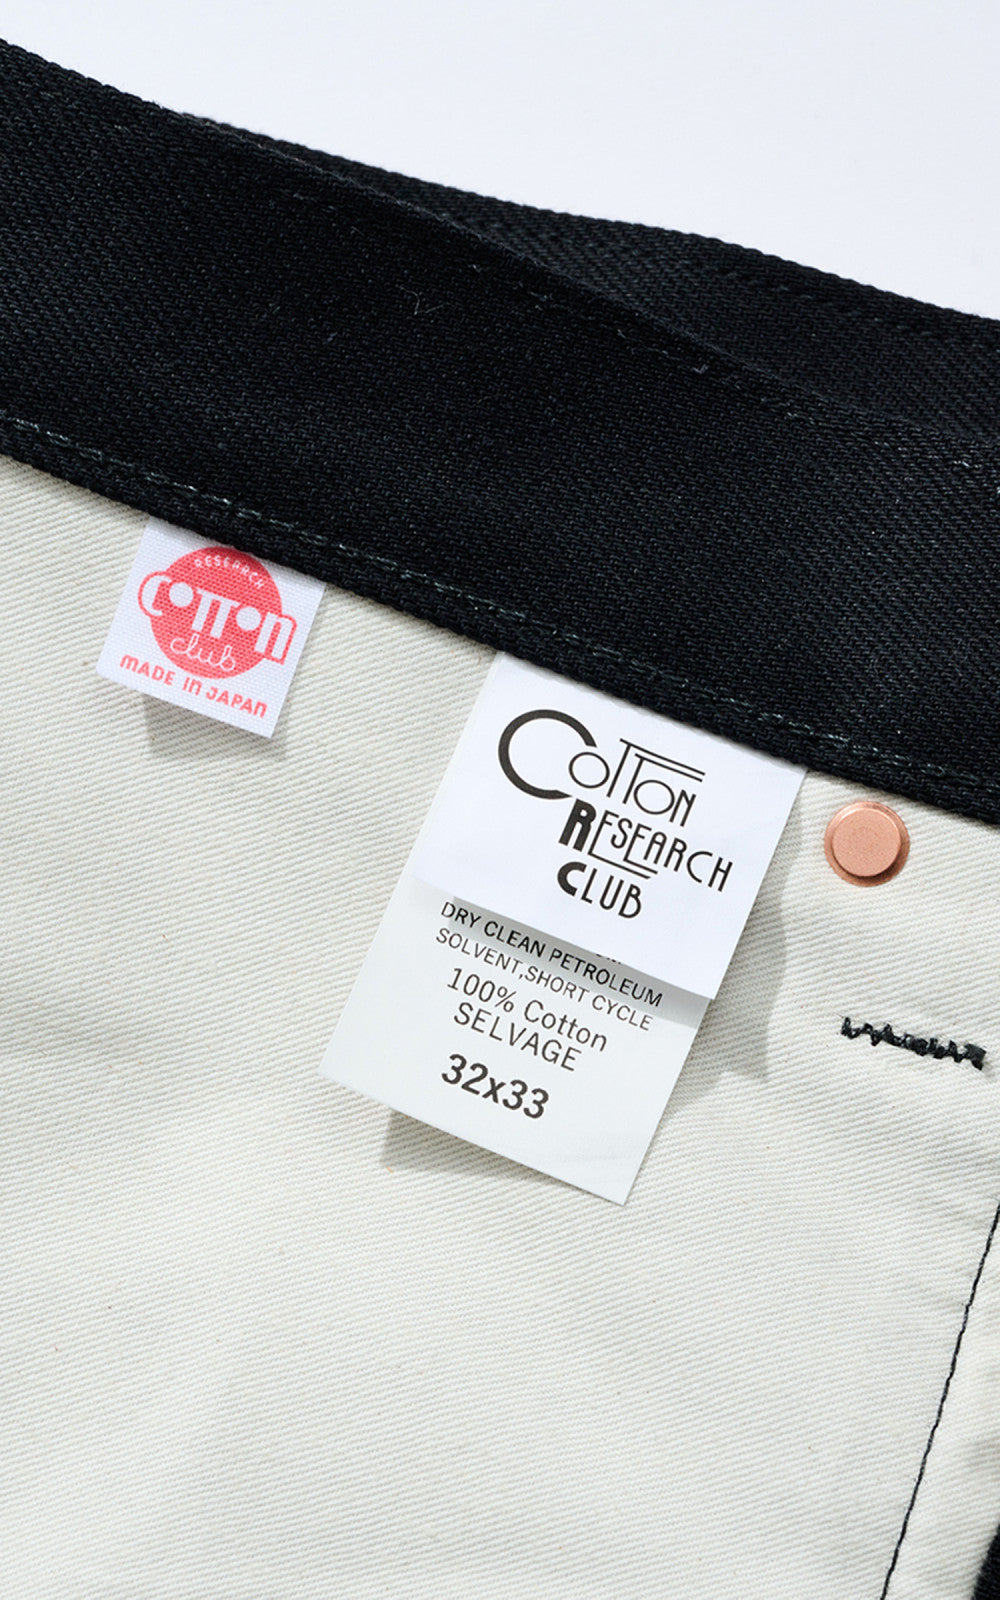 RESEARCH
COTTON
club
MADE IN JAPAN
COTTON
RESEARCH
CLUB
DRY CLEAN PETROLEUM
SOLVENT,SHORT CYCLE
100% Cotton
SELVAGE
32x33